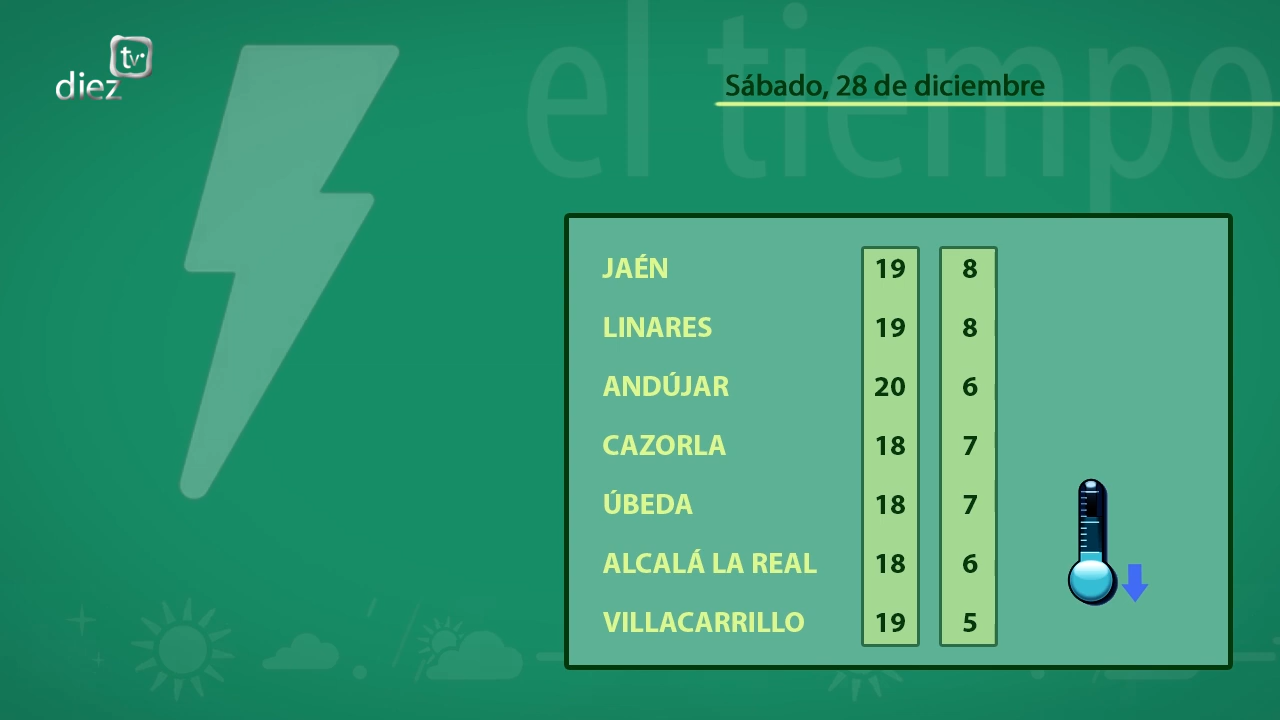 diez tv
el tiempo
Sábado, 28 de diciembre
JAÉN 19 8
LINARES 19 8
ANDÚJAR 20 6
CAZORLA 18 7
ÚBEDA 18 7
ALCALÁ LA REAL 18 6
VILLACARRILLO 19 5